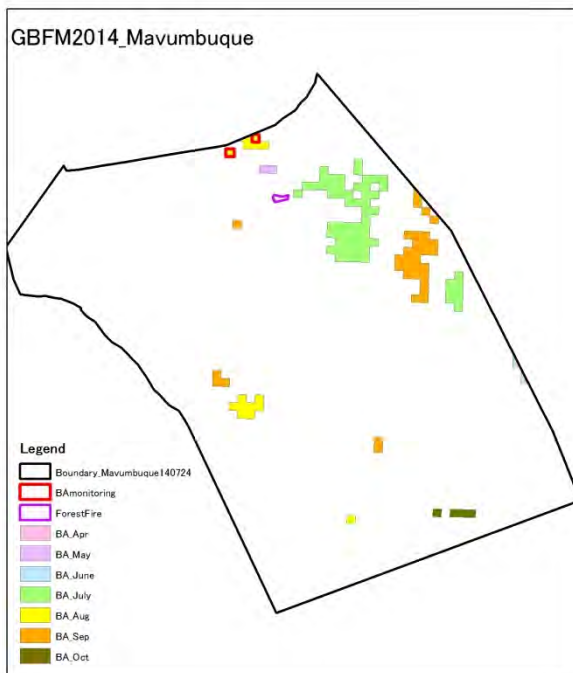 GBFM2014_Mavumbuque
Legend
Boundary_Mavumbuque140724
BAmonitoring
ForestFire
BA_Apr
BA_May
BA_June
BA_July
BA_Aug
BA_Sep
BA_Oct